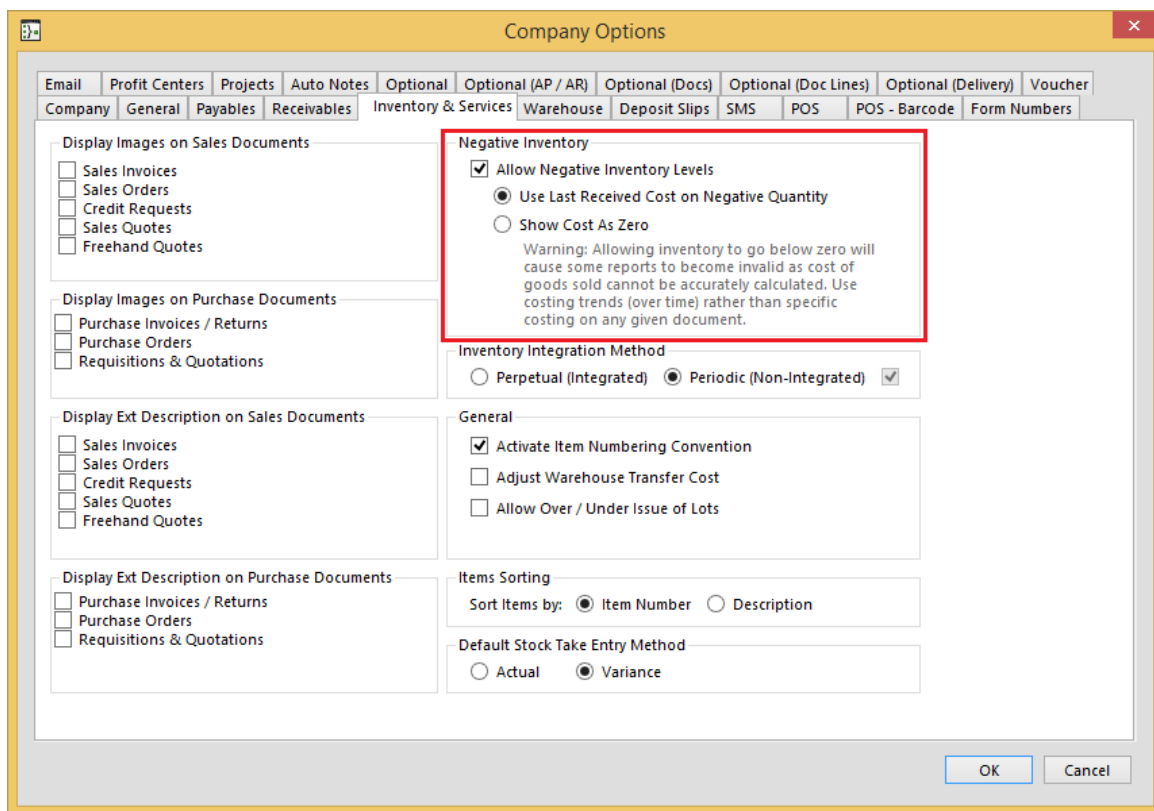 Company Options
Email Profit Centers Projects Auto Notes Optional Optional (AP / AR) Optional (Docs) Optional (Doc Lines) Optional (Delivery) Voucher
Company General Payables Receivables Inventory & Services Warehouse Deposit Slips SMS POS POS - Barcode Form Numbers
Display Images on Sales Documents
Sales Invoices
Sales Orders
Credit Requests
Sales Quotes
Freehand Quotes
Display Images on Purchase Documents
Purchase Invoices / Returns
Purchase Orders
Requisitions & Quotations
Display Ext Description on Sales Documents
Sales Invoices
Sales Orders
Credit Requests
Sales Quotes
Freehand Quotes
Display Ext Description on Purchase Documents
Purchase Invoices / Returns
Purchase Orders
Requisitions & Quotations
Negative Inventory
Allow Negative Inventory Levels
Use Last Received Cost on Negative Quantity
Show Cost As Zero
Warning: Allowing inventory to go below zero will
cause some reports to become invalid as cost of
goods sold cannot be accurately calculated. Use
costing trends (over time) rather than specific
costing on any given document.
Inventory Integration Method
Perpetual (Integrated) Periodic (Non-Integrated)
General
Activate Item Numbering Convention
Adjust Warehouse Transfer Cost
Allow Over / Under Issue of Lots
Items Sorting
Sort Items by: Item Number Description
Default Stock Take Entry Method
Actual Variance
OK Cancel